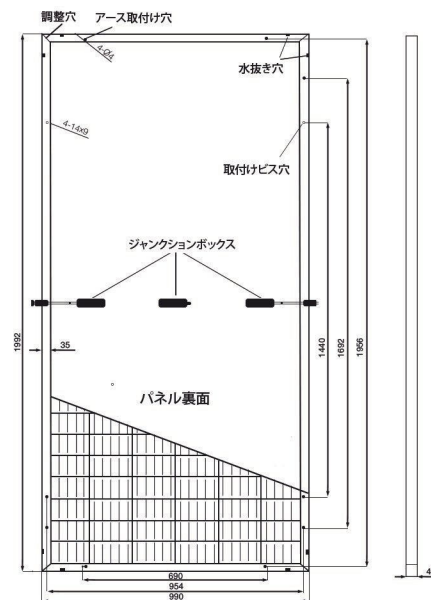 調整穴
アース取付け穴
4-Ø4
水抜き穴
4-14x9
取付けビス穴
ジャンクションボックス
1992
35
1440
1692
1956
パネル裏面
690
954
990
4